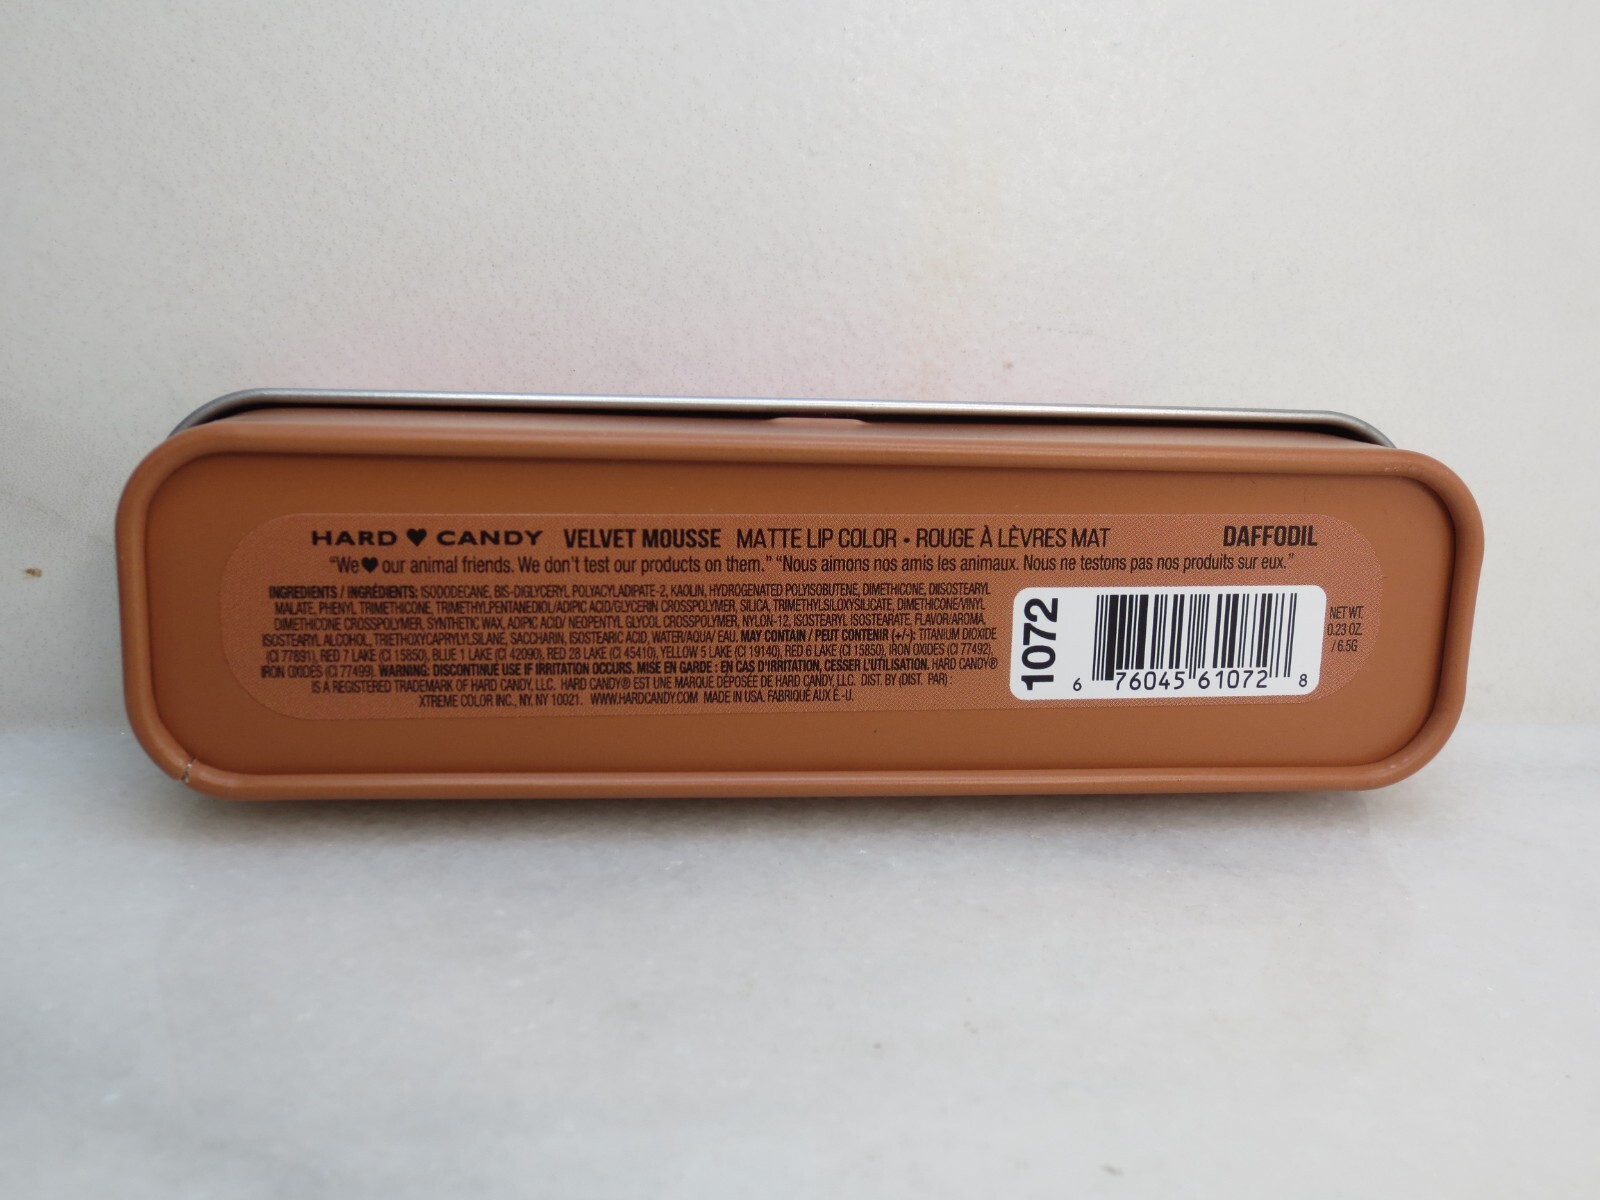 HARD ♥ CANDY VELVET MOUSSE MATTE LIP COLOR • ROUGE À LÈVRES MAT DAFFODIL
"We ♥ our animal friends. We don't test our products on them." "Nous aimons nos amis les animaux. Nous ne testons pas nos produits sur eux."
INGREDIENTS / INGRÉDIENTS: ISODODECANE, BIS-DIGLYCERYL POLYACYLADIPATE-2, KAOLIN, HYDROGENATED POLYISOBUTENE, DIMETHICONE, DIISOSTEARYL
MALATE, PHENYL TRIMETHICONE, TRIMETHYLPENTANEDIOL/ADIPIC ACID/GLYCERIN CROSSPOLYMER, SILICA, TRIMETHYLSILOXYSILICATE, DIMETHICONE/VINYL
DIMETHICONE CROSSPOLYMER, SYNTHETIC WAX, ADIPIC ACID/ NEOPENTYL GLYCOL CROSSPOLYMER, NYLON-12, ISOSTEARYL ISOSTEARATE, FLAVOR/AROMA,
ISOSTEARYL ALCOHOL, TRIETHOXYCAPRYLYLSILANE, SACCHARIN, ISOSTEARIC ACID, WATER/AQUA/ EAU. MAY CONTAIN / PEUT CONTENIR (+/-): TITANIUM DIOXIDE
(CI 77891), RED 7 LAKE (CI 15850), BLUE 1 LAKE (CI 42090), RED 28 LAKE (CI 45410), YELLOW 5 LAKE (CI 19140), RED 6 LAKE (CI 15850), IRON OXIDES (CI 77492),
IRON OXIDES (CI 77499). WARNING: DISCONTINUE USE IF IRRITATION OCCURS. MISE EN GARDE : EN CAS D'IRRITATION, CESSER L'UTILISATION. HARD CANDY®
IS A REGISTERED TRADEMARK OF HARD CANDY, LLC. HARD CANDY® EST UNE MARQUE DÉPOSÉE DE HARD CANDY, LLC. DIST. BY (DIST. PAR) :
XTREME COLOR INC., NY, NY 10021. WWW.HARDCANDY.COM MADE IN USA. FABRIQUÉ AUX É.-U.
1072
6 76045 61072 8
NET WT.
0.23 OZ.
/ 6.5G